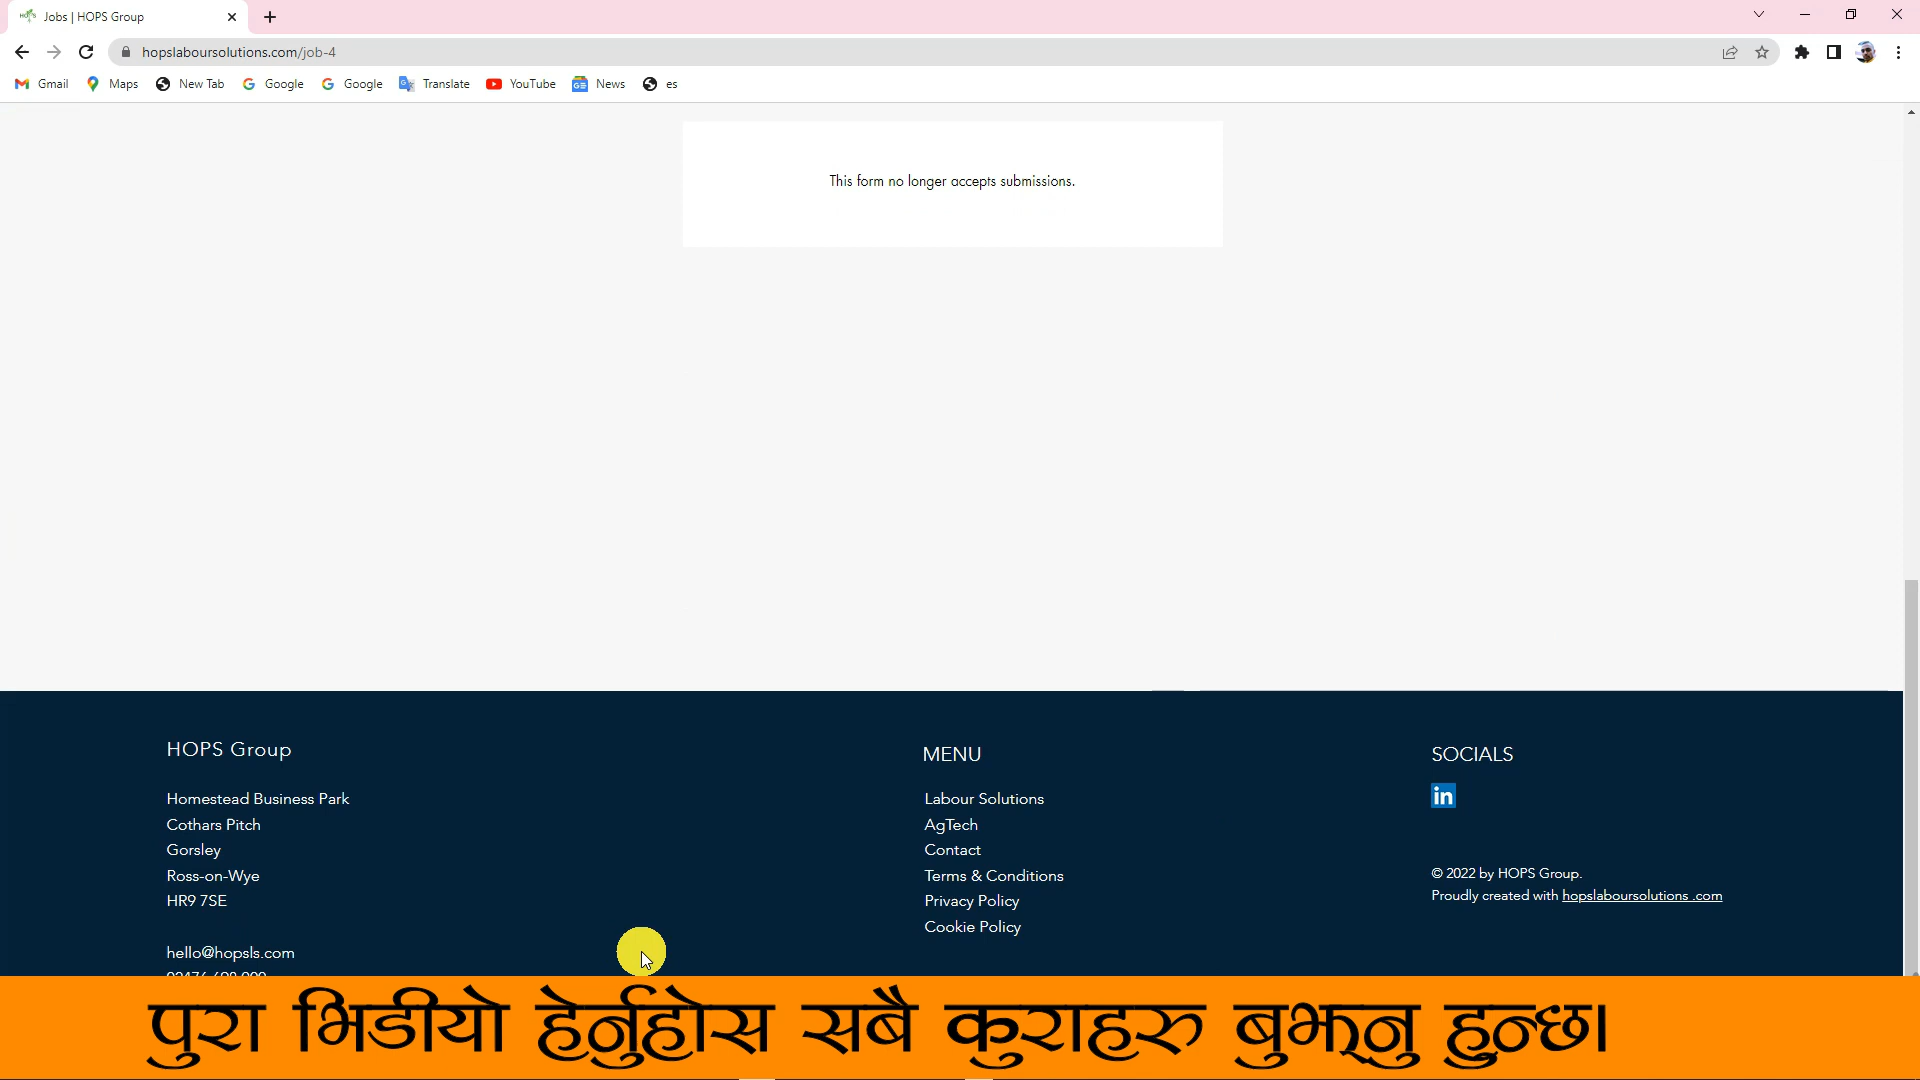 Jobs | HOPS Group
hopslaboursolutions.com/job-4
Gmail Maps New Tab Google Google Translate YouTube News es
This form no longer accepts submissions.
HOPS Group
Homestead Business Park
Cothars Pitch
Gorsley
Ross-on-Wye
HR9 7SE
hello@hopsls.com
MENU
Labour Solutions
AgTech
Contact
Terms & Conditions
Privacy Policy
Cookie Policy
SOCIALS
in
© 2022 by HOPS Group.
Proudly created with hopslaboursolutions .com
पुरा भिडीयो हेर्नुहोस सबै कुराहरु बुझ्नु हुन्छ।